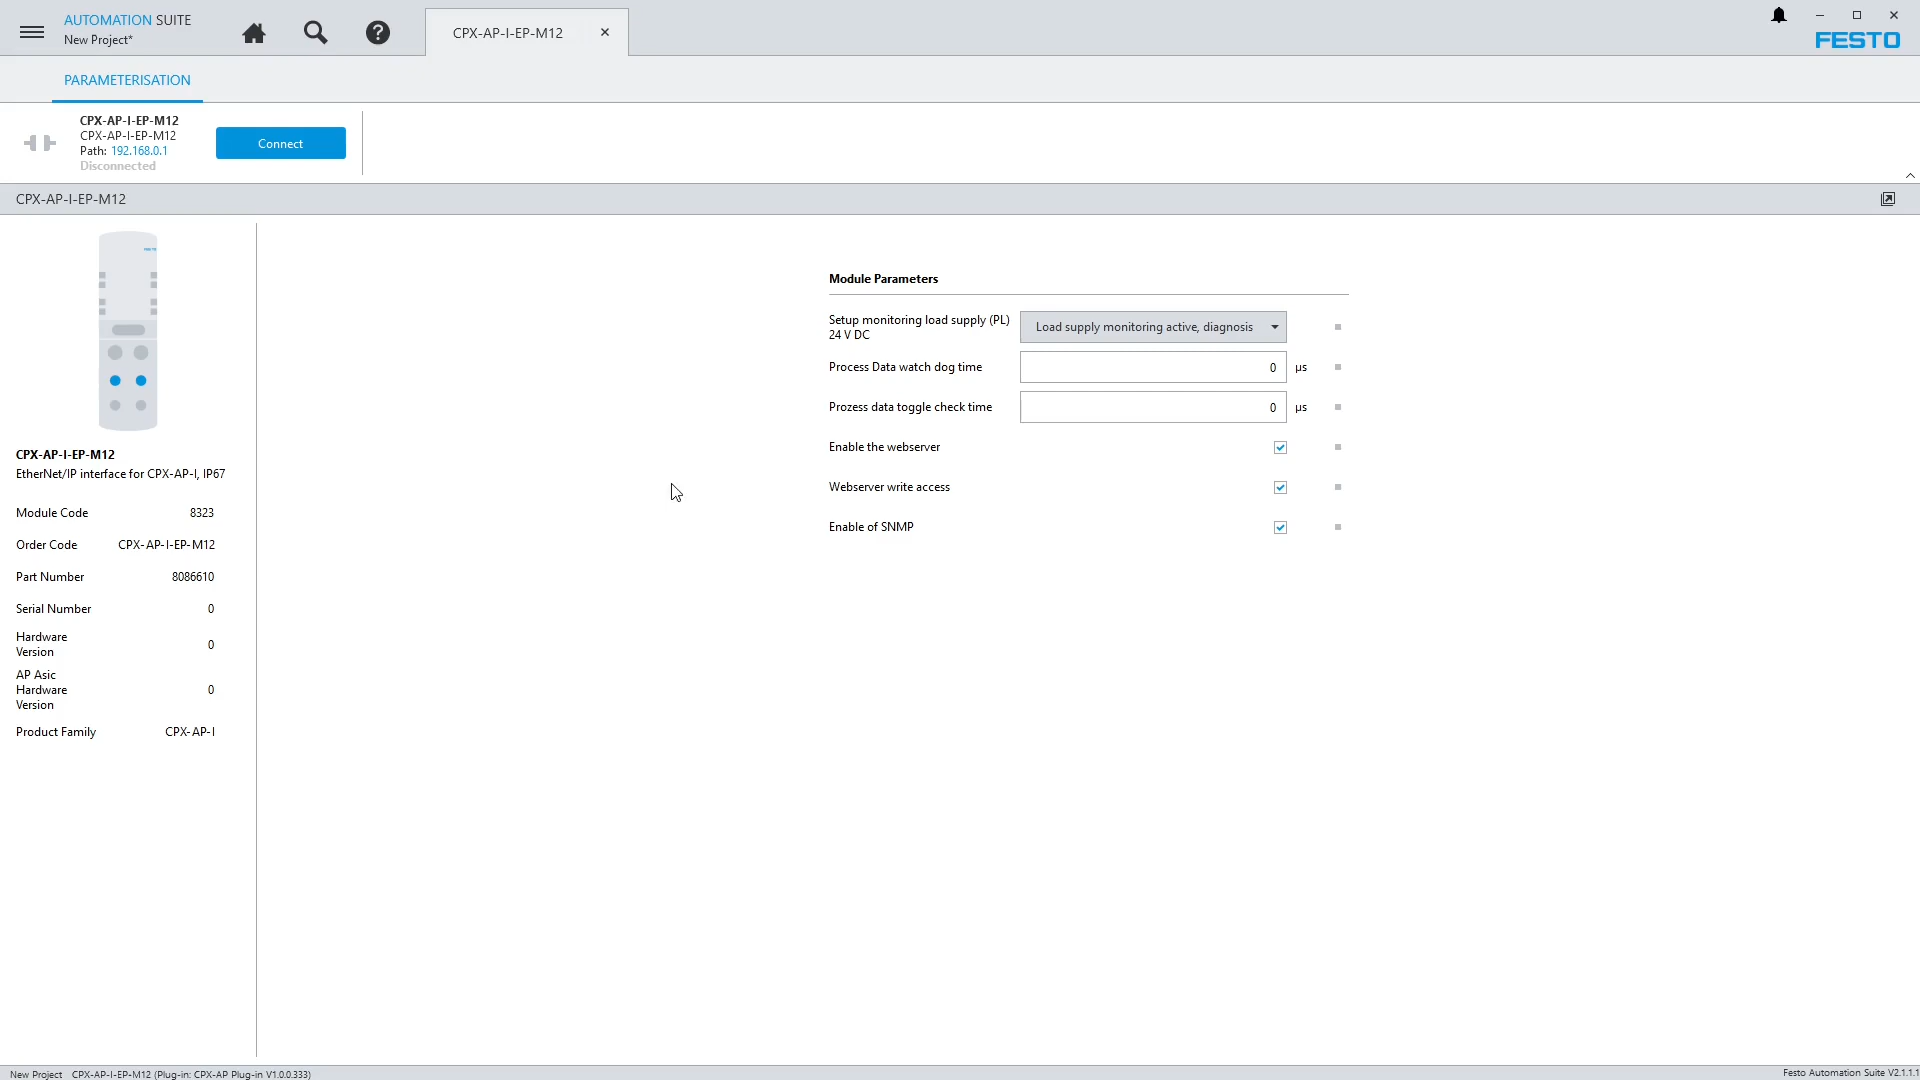 AUTOMATION SUITE
New Project*
CPX-AP-I-EP-M12
FESTO
PARAMETERISATION
CPX-AP-I-EP-M12
CPX-AP-I-EP-M12
Path: 192.168.0.1
Disconnected
Connect
CPX-AP-I-EP-M12
Module Parameters
Setup monitoring load supply (PL)
24 V DC
Load supply monitoring active, diagnosis
Process Data watch dog time
0 µs
Prozess data toggle check time
0 µs
Enable the webserver
Webserver write access
Enable of SNMP
CPX-AP-I-EP-M12
EtherNet/IP interface for CPX-AP-I, IP67
Module Code 8323
Order Code CPX-AP-I-EP-M12
Part Number 8086610
Serial Number 0
Hardware
Version
0
AP Asic
Hardware
Version
0
Product Family CPX-AP-I
New Project CPX-AP-I-EP-M12 (Plug-in: CPX-AP Plug-in V1.0.0.333)
Festo Automation Suite V2.1.1.1